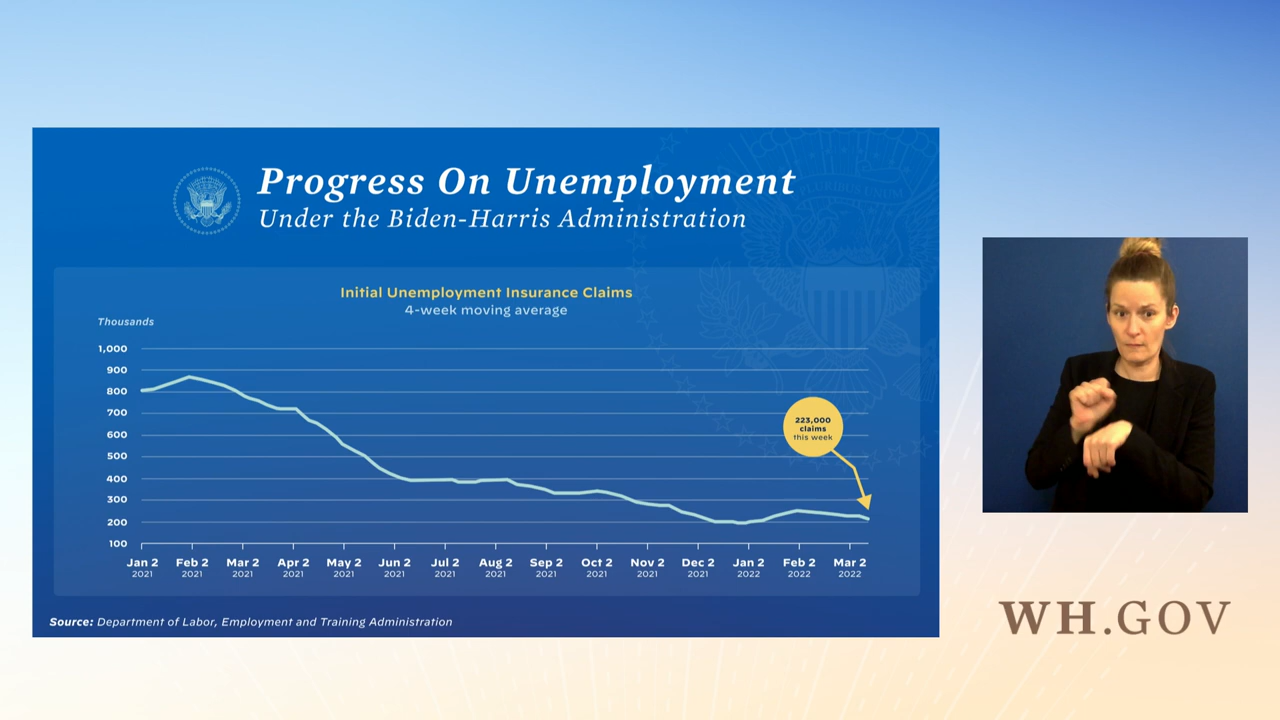 Progress On Unemployment
Under the Biden-Harris Administration
PLURIBUS UNUM
Initial Unemployment Insurance Claims
4-week moving average
Thousands
1,000
900
800
700
600
500
400
300
200
100
223,000
claims
this week
Jan 2 Feb 2 Mar 2 Apr 2 May 2 Jun 2 Jul 2 Aug 2 Sep 2 Oct 2 Nov 2 Dec 2 Jan 2 Feb 2 Mar 2
2021 2021 2021 2021 2021 2021 2021 2021 2021 2021 2021 2021 2022 2022 2022
Source: Department of Labor, Employment and Training Administration
WH.GOV